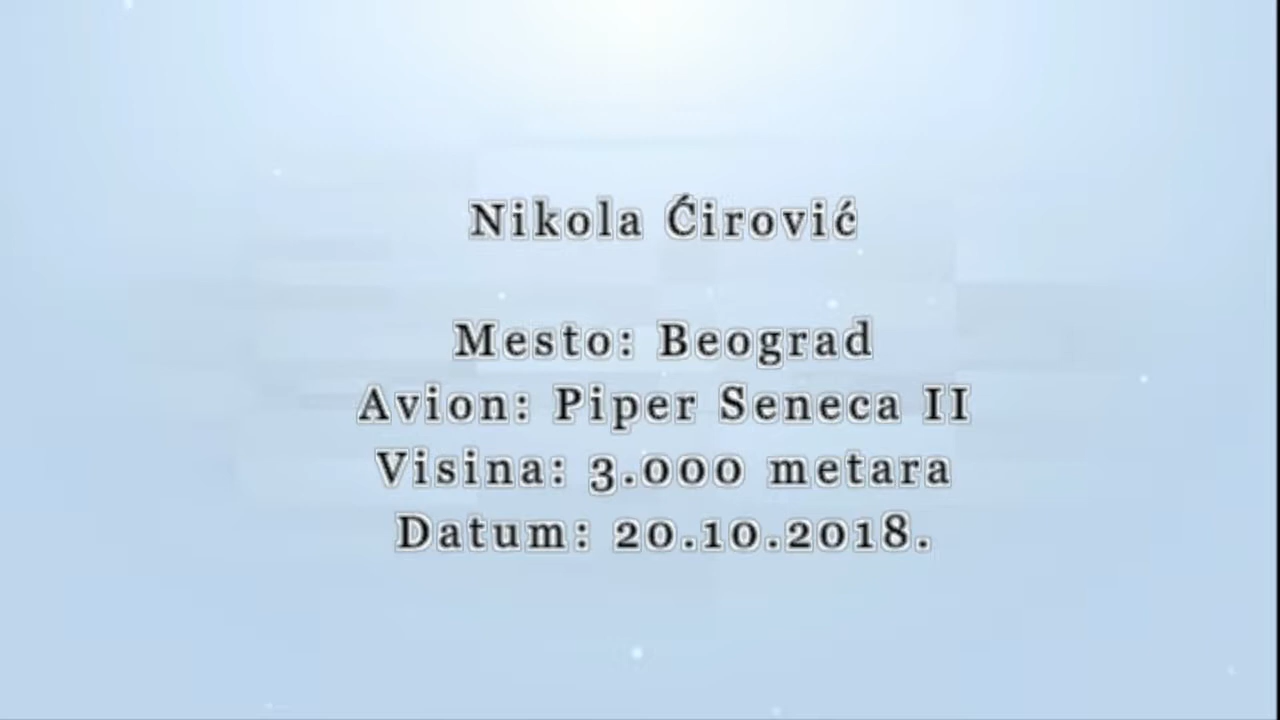 Nikola Ćirović
Mesto: Beograd
Avion: Piper Seneca II
Visina: 3.000 metara
Datum: 20.10.2018.